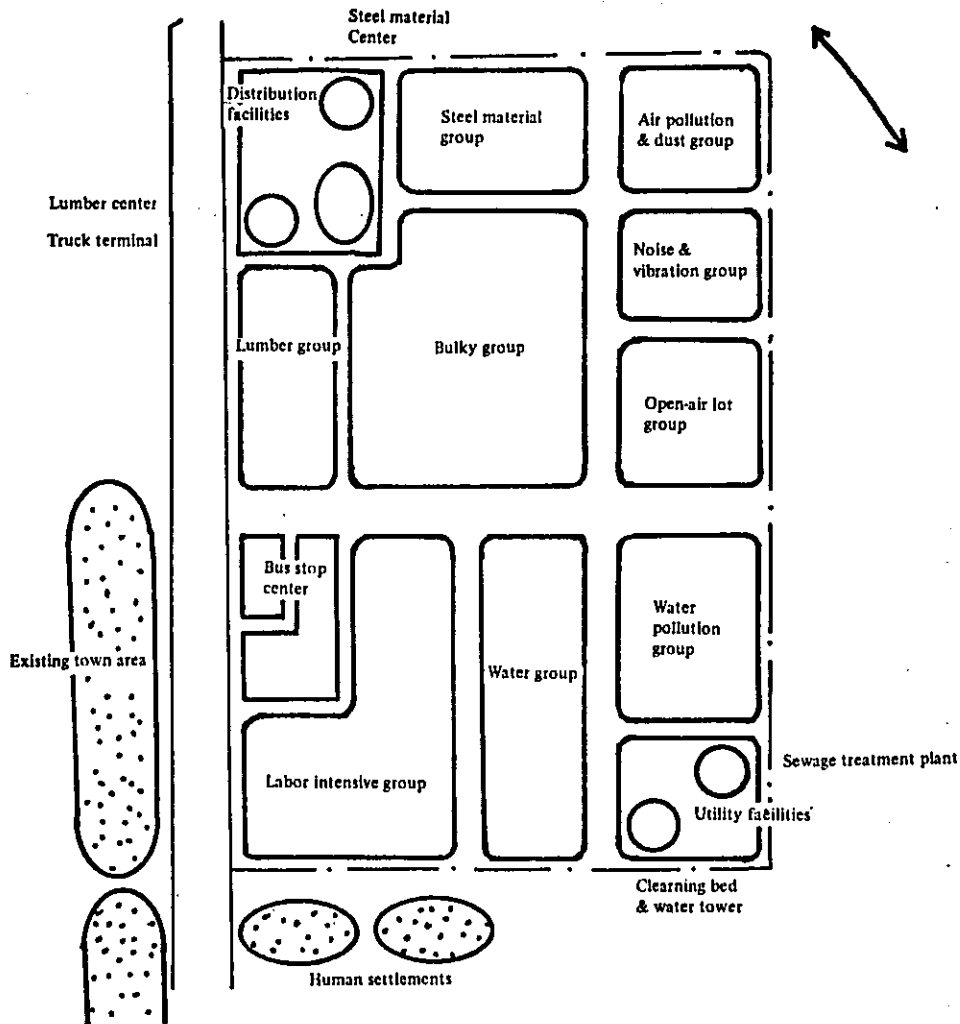 Steel material
Center
Distribution
facilities
Steel material
group
Air pollution
& dust group
Lumber center
Truck terminal
Noise &
vibration group
Lumber group
Bulky group
Open-air lot
group
Bus stop
center
Water
pollution
group
Existing town area
Water group
Labor intensive group
Sewage treatment plant
Utility facilities
Clearning bed
& water tower
Human settlements